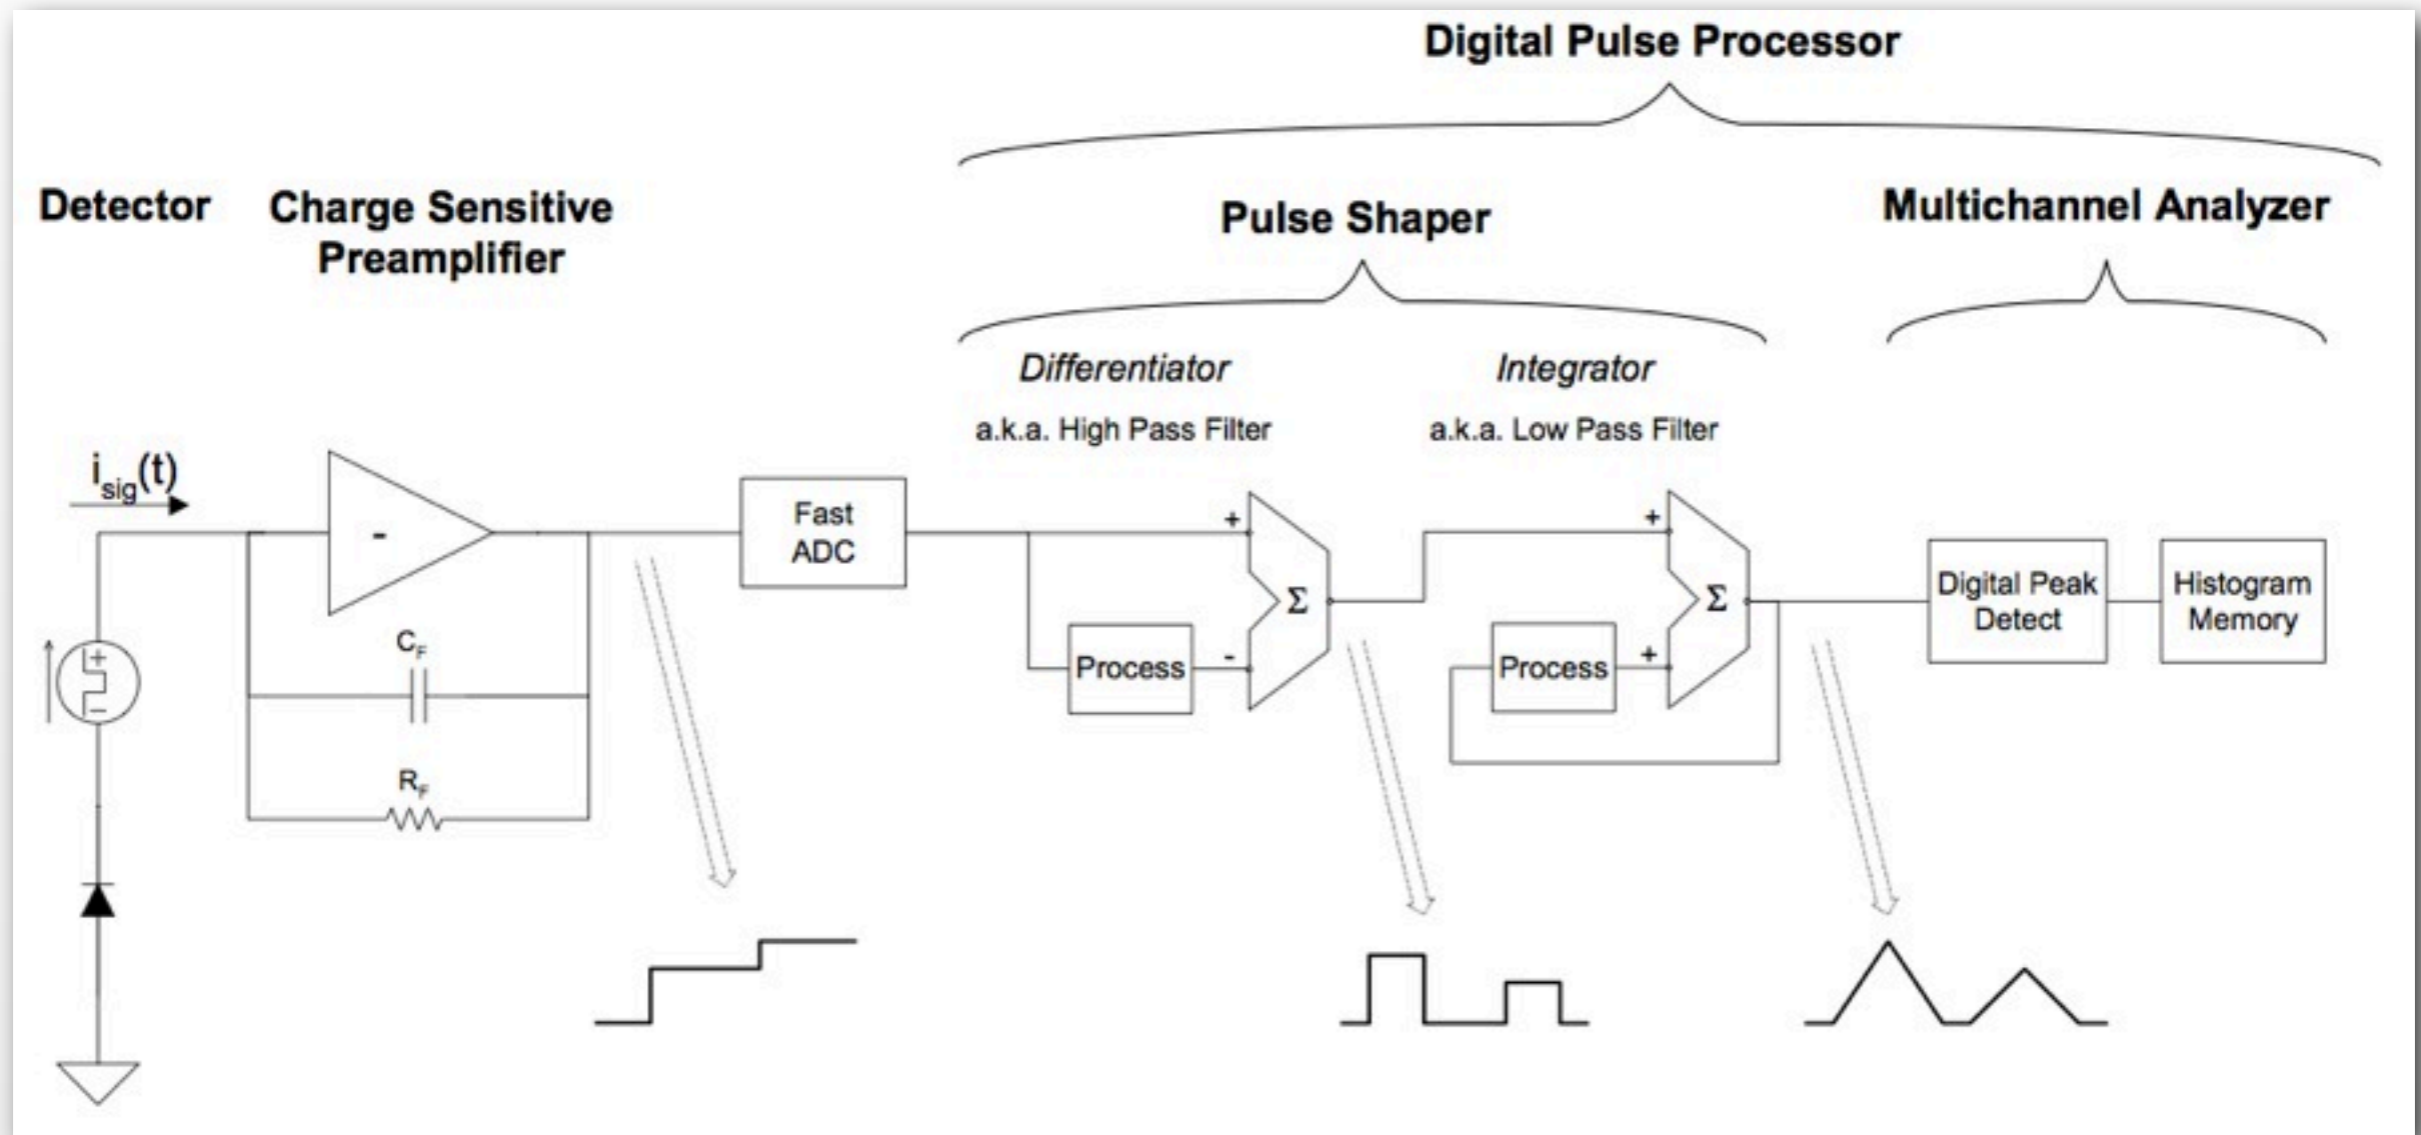 Digital Pulse Processor
Detector
Charge Sensitive
Preamplifier
Pulse Shaper
Multichannel Analyzer
Differentiator
a.k.a. High Pass Filter
Integrator
a.k.a. Low Pass Filter
isig(t)
-
Fast
ADC
+
-
Σ
Process
+
+
Σ
Process
Digital Peak
Detect
Histogram
Memory
CF
RF
+
−